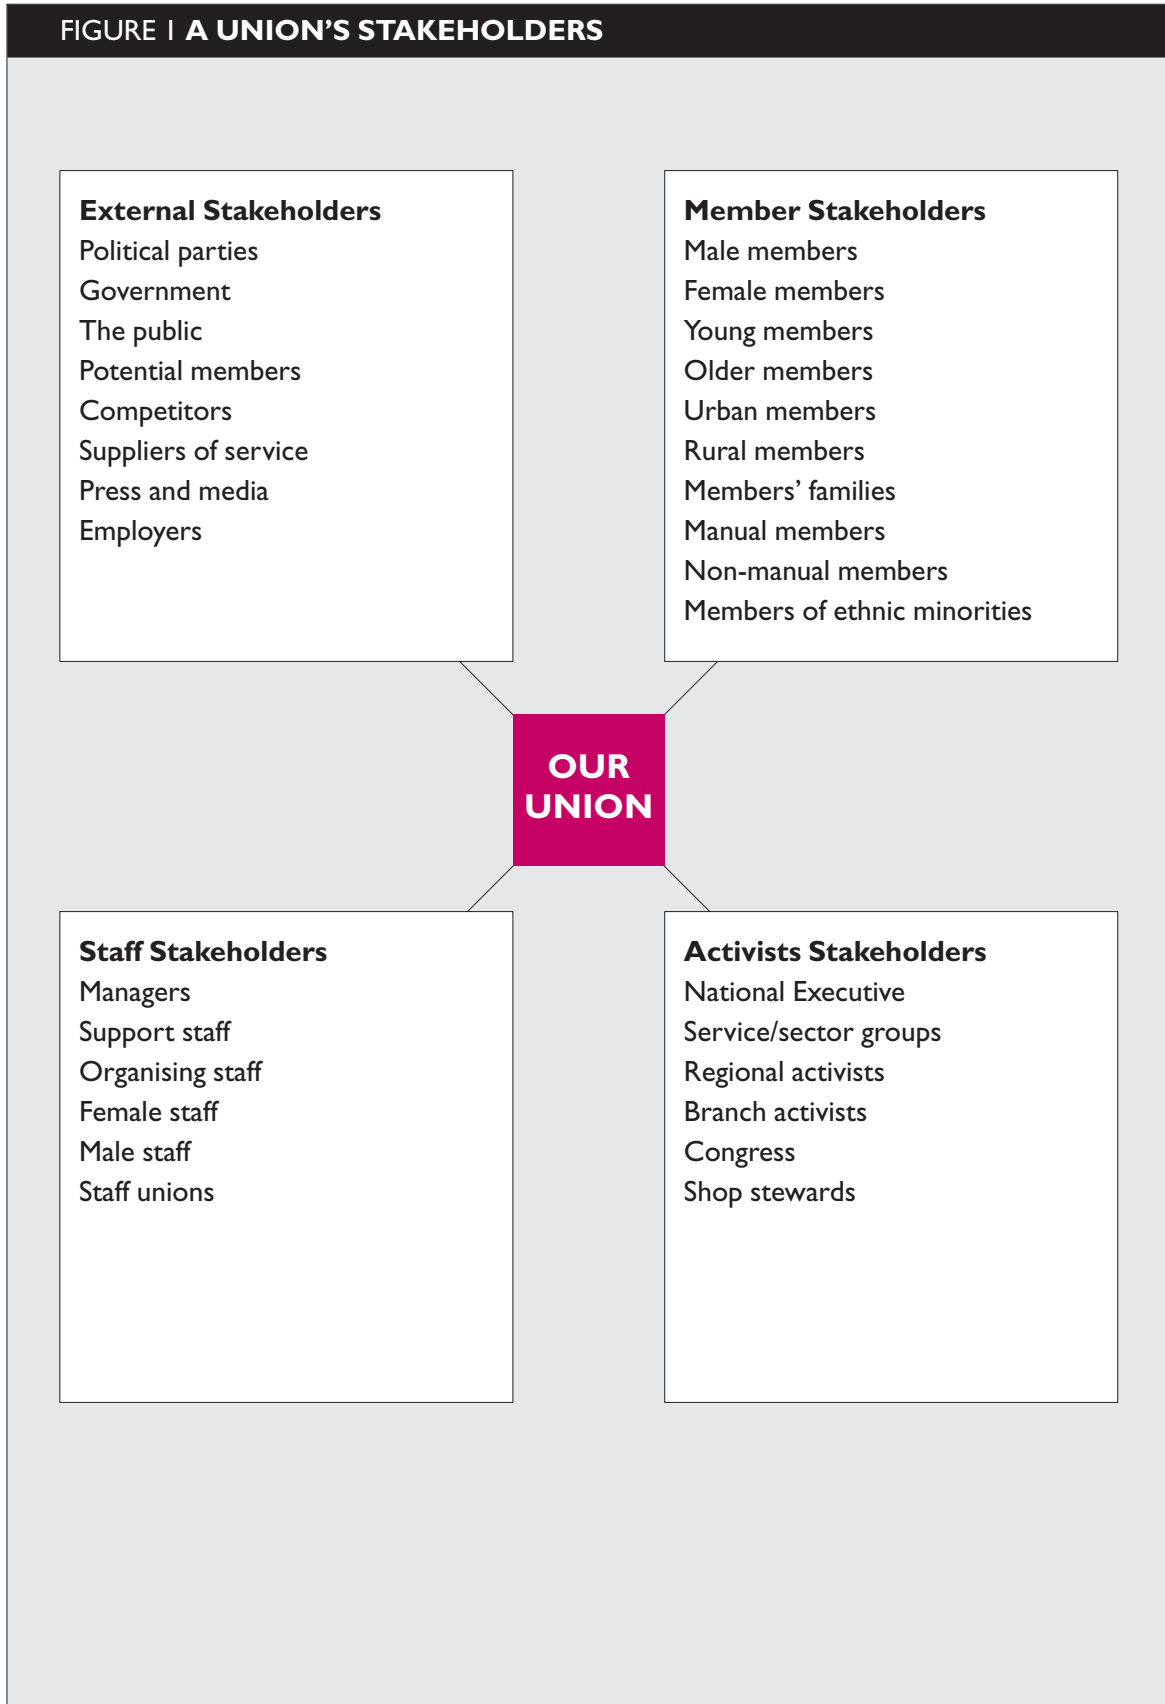 FIGURE 1 A UNION’S STAKEHOLDERS
External Stakeholders
Political parties
Government
The public
Potential members
Competitors
Suppliers of service
Press and media
Employers
Member Stakeholders
Male members
Female members
Young members
Older members
Urban members
Rural members
Members’ families
Manual members
Non-manual members
Members of ethnic minorities
OUR
UNION
Staff Stakeholders
Managers
Support staff
Organising staff
Female staff
Male staff
Staff unions
Activists Stakeholders
National Executive
Service/sector groups
Regional activists
Branch activists
Congress
Shop stewards